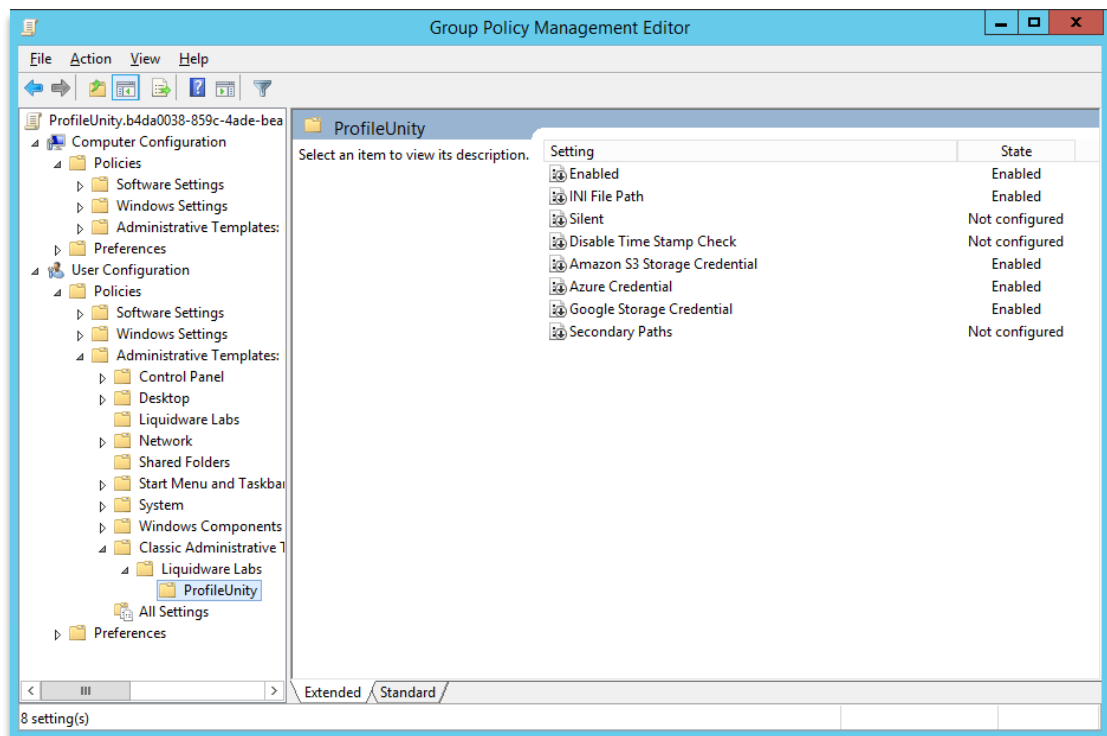 Group Policy Management Editor
File Action View Help
ProfileUnity.b4da0038-859c-4ade-bea
Computer Configuration
Policies
Software Settings
Windows Settings
Administrative Templates:
Preferences
User Configuration
Policies
Software Settings
Windows Settings
Administrative Templates:
Control Panel
Desktop
Liquidware Labs
Network
Shared Folders
Start Menu and Taskbar
System
Windows Components
Classic Administrative T
Liquidware Labs
ProfileUnity
All Settings
Preferences
ProfileUnity
Select an item to view its description.
Setting State
Enabled Enabled
INI File Path Enabled
Silent Not configured
Disable Time Stamp Check Not configured
Amazon S3 Storage Credential Enabled
Azure Credential Enabled
Google Storage Credential Enabled
Secondary Paths Not configured
Extended Standard
8 setting(s)